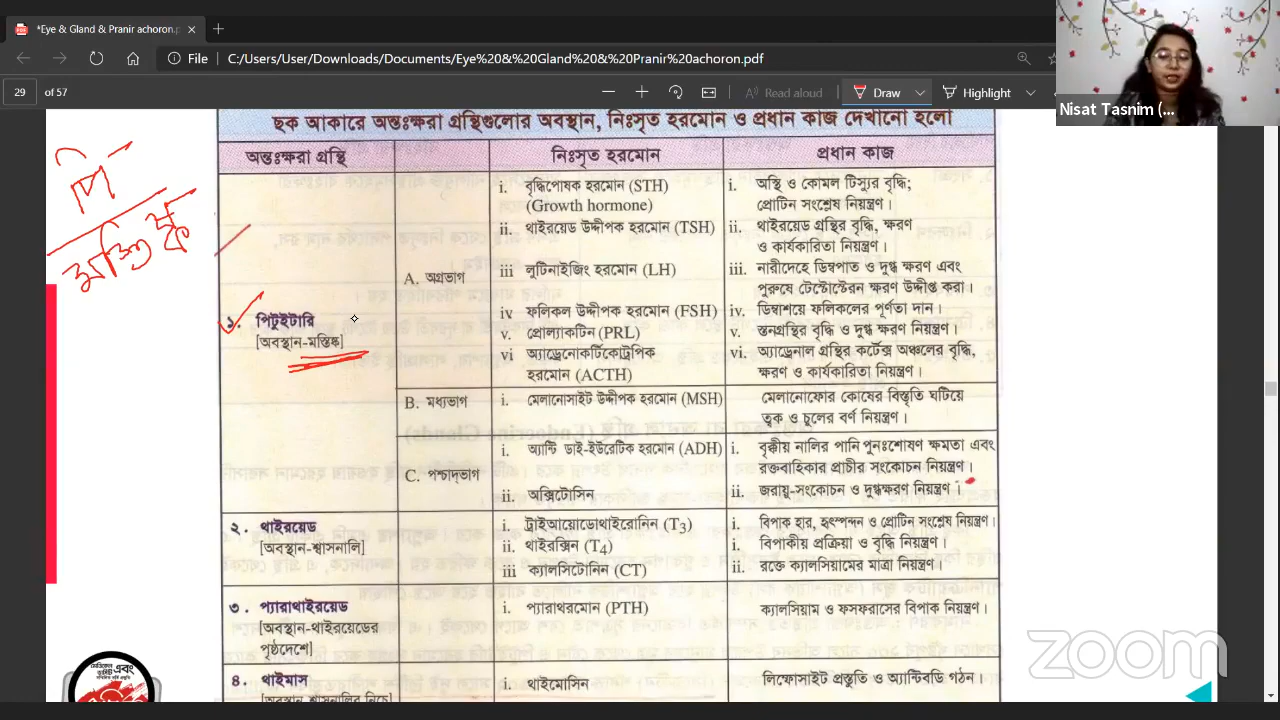 *Eye & Gland & Pranir achoron.p
File
C:/Users/User/Downloads/Documents/Eye%20&%20Gland%20&%20Pranir%20achoron.pdf
29 of 57
Read aloud
Draw
Highlight
Nisat Tasnim (...
ছক আকারে অন্তঃক্ষরা গ্রন্থিগুলোর অবস্থান, নিঃসৃত হরমোন ও প্রধান কাজ দেখানো হলো
অন্তঃক্ষরা গ্রন্থি
নিঃসৃত হরমোন
প্রধান কাজ
পি
মস্তিষ্ক
১. পিটুইটারি
[অবস্থান-মস্তিষ্ক]
A. অগ্রভাগ
i. বৃদ্ধিপোষক হরমোন (STH)
(Growth hormone)
i. অস্থি ও কোমল টিস্যুর বৃদ্ধি;
প্রোটিন সংশ্লেষ নিয়ন্ত্রণ।
ii. থাইরয়েড উদ্দীপক হরমোন (TSH)
ii. থাইরয়েড গ্রন্থির বৃদ্ধি, ক্ষরণ
ও কার্যকারিতা নিয়ন্ত্রণ।
iii লুটিনাইজিং হরমোন (LH)
iii. নারীদেহে ডিম্বপাত ও দুগ্ধ ক্ষরণ এবং
পুরুষে টেস্টোস্টেরন ক্ষরণ উদ্দীপ্ত করা।
iv ফলিকল উদ্দীপক হরমোন (FSH)
iv. ডিম্বাশয়ে ফলিকলের পূর্ণতা দান।
v. প্রোল্যাকটিন (PRL)
v. স্তনগ্রন্থির বৃদ্ধি ও দুগ্ধ ক্ষরণ নিয়ন্ত্রণ।
vi অ্যাড্রেনোকর্টিকোট্রপিক
হরমোন (ACTH)
vi. অ্যাড্রেনাল গ্রন্থির কর্টেক্স অঞ্চলের বৃদ্ধি,
ক্ষরণ ও কার্যকারিতা নিয়ন্ত্রণ।
B. মধ্যভাগ
i. মেলানোসাইট উদ্দীপক হরমোন (MSH)
মেলানোফোর কোষের বিস্তৃতি ঘটিয়ে
ত্বক ও চুলের বর্ণ নিয়ন্ত্রণ।
C. পশ্চাদ্ভাগ
i. অ্যান্টি ডাই-ইউরেটিক হরমোন (ADH)
i. বৃক্কীয় নালির পানি পুনঃশোষণ ক্ষমতা এবং
রক্তবাহিকার প্রাচীর সংকোচন নিয়ন্ত্রণ।
ii. অক্সিটোসিন
ii. জরায়ু-সংকোচন ও দুগ্ধক্ষরণ নিয়ন্ত্রণ।
২. থাইরয়েড
[অবস্থান-শ্বাসনালি]
i. ট্রাইআয়োডোথাইরোনিন (T3)
i. বিপাক হার, হৃৎস্পন্দন ও প্রোটিন সংশ্লেষ নিয়ন্ত্রণ।
ii. থাইরক্সিন (T4)
i. বিপাকীয় প্রক্রিয়া ও বৃদ্ধি নিয়ন্ত্রণ।
iii ক্যালসিটোনিন (CT)
ii. রক্তে ক্যালসিয়ামের মাত্রা নিয়ন্ত্রণ।
৩. প্যারাথাইরয়েড
[অবস্থান-থাইরয়েডের
পৃষ্ঠদেশে]
i. প্যারাথরমোন (PTH)
ক্যালসিয়াম ও ফসফরাসের বিপাক নিয়ন্ত্রণ।
৪. থাইমাস
[অবস্থান-শ্বাসনালির নিচে]
i. থাইমোসিন
লিম্ফোসাইট প্রস্তুতি ও অ্যান্টিবডি গঠন।
zoom